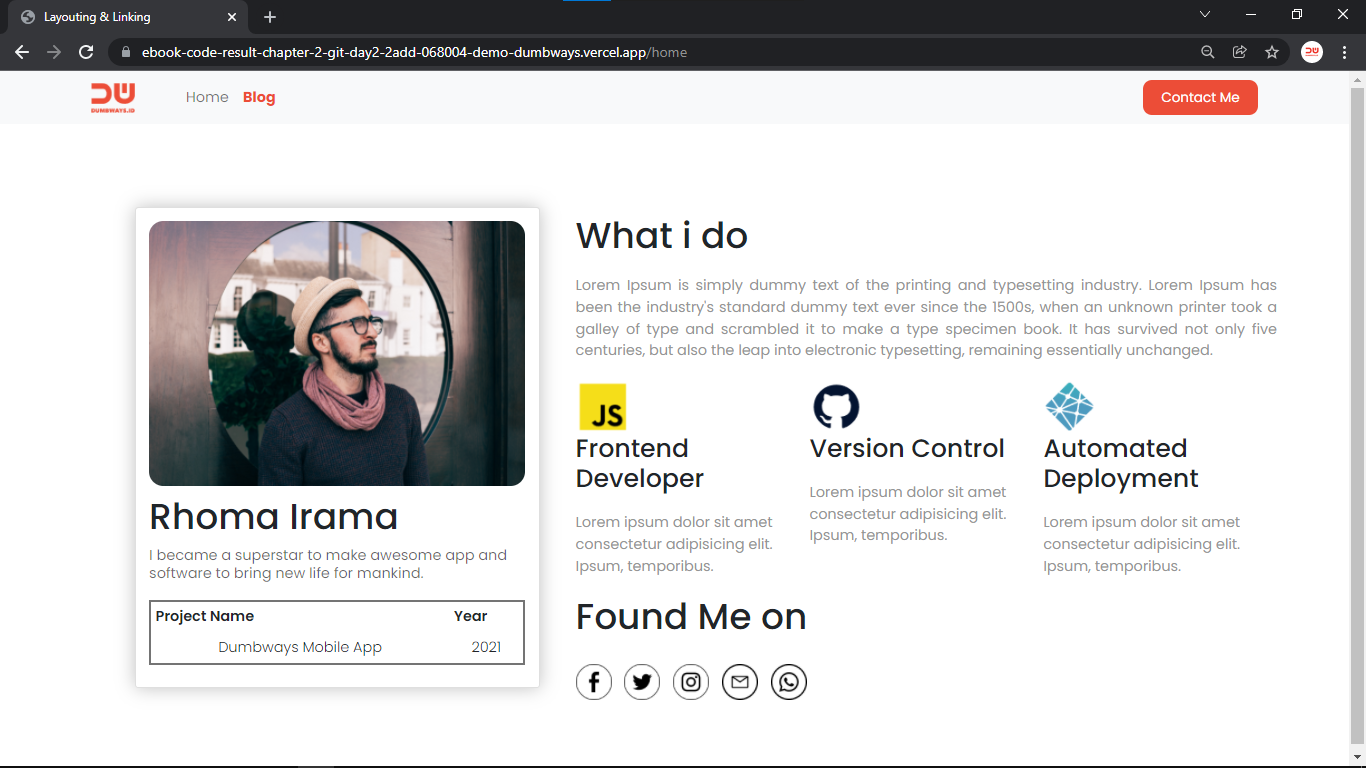 Layouting & Linking
ebook-code-result-chapter-2-git-day2-2add-068004-demo-dumbways.vercel.app/home
DW
DUMBWAYS.ID
Home Blog
Contact Me
Rhoma Irama
I became a superstar to make awesome app and
software to bring new life for mankind.
Project Name Year
Dumbways Mobile App 2021
What i do
Lorem Ipsum is simply dummy text of the printing and typesetting industry. Lorem Ipsum has
been the industry's standard dummy text ever since the 1500s, when an unknown printer took a
galley of type and scrambled it to make a type specimen book. It has survived not only five
centuries, but also the leap into electronic typesetting, remaining essentially unchanged.
JS
Frontend
Developer
Lorem ipsum dolor sit amet
consectetur adipisicing elit.
Ipsum, temporibus.
Version Control
Lorem ipsum dolor sit amet
consectetur adipisicing elit.
Ipsum, temporibus.
Automated
Deployment
Lorem ipsum dolor sit amet
consectetur adipisicing elit.
Ipsum, temporibus.
Found Me on